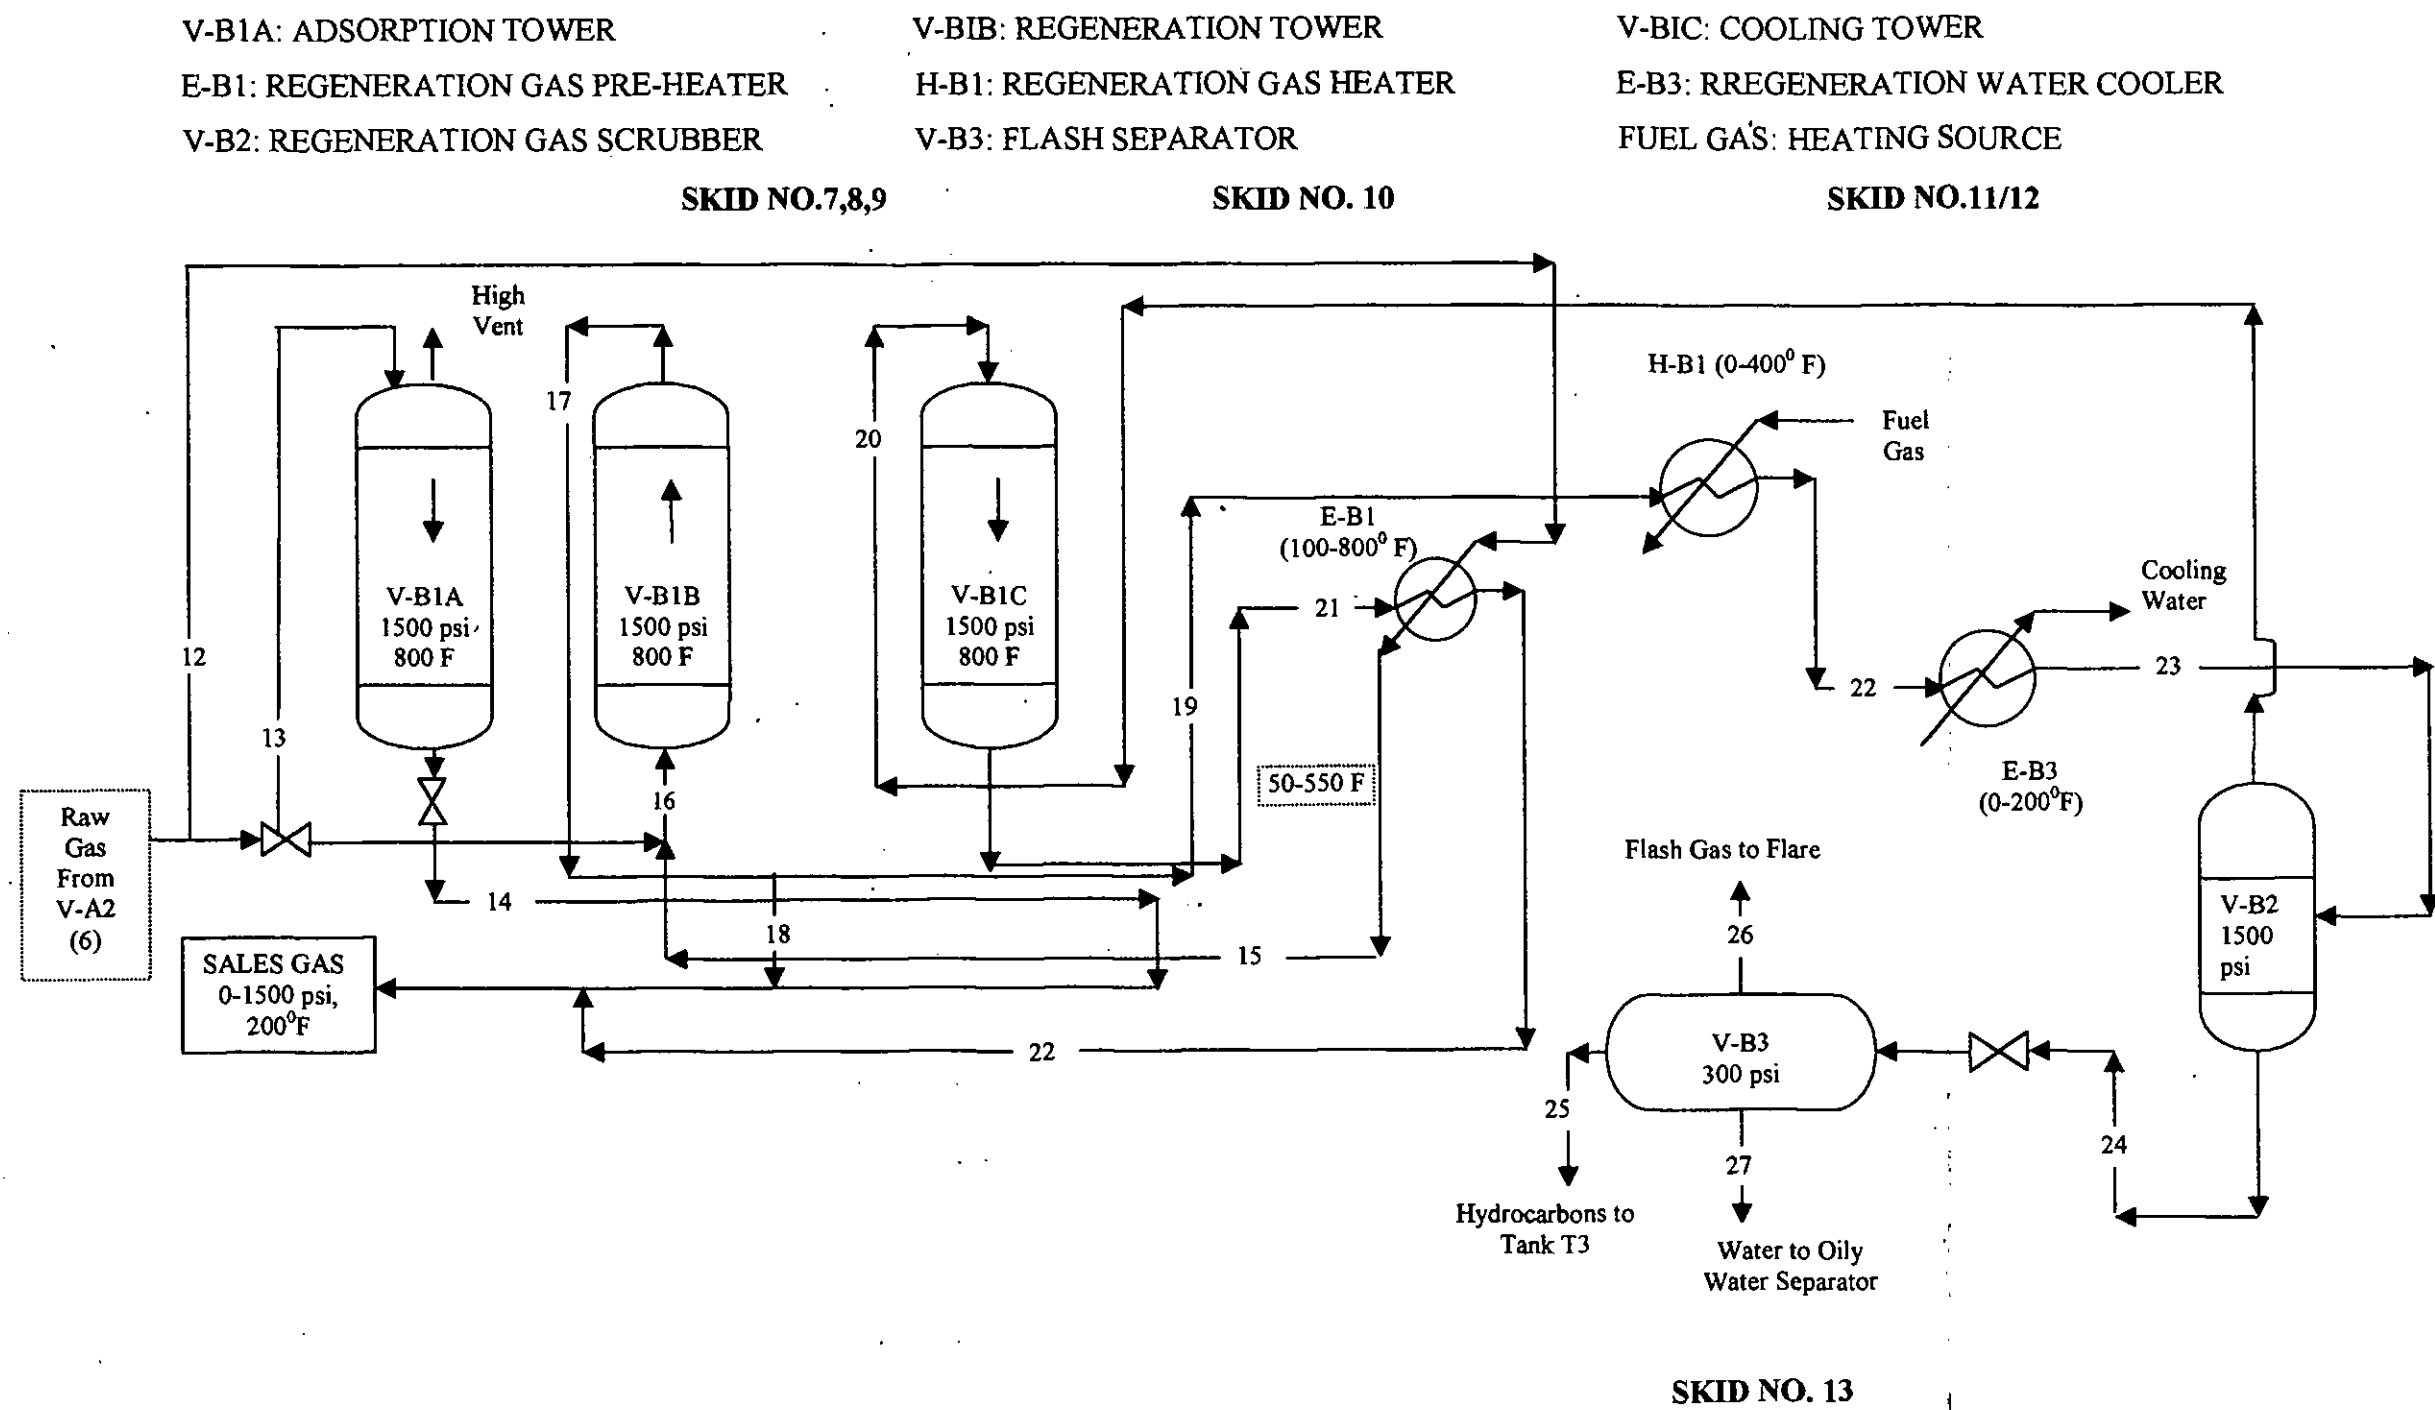 V-B1A: ADSORPTION TOWER
V-BIB: REGENERATION TOWER
V-BIC: COOLING TOWER
E-B1: REGENERATION GAS PRE-HEATER
H-B1: REGENERATION GAS HEATER
E-B3: RREGENERATION WATER COOLER
V-B2: REGENERATION GAS SCRUBBER
V-B3: FLASH SEPARATOR
FUEL GAS: HEATING SOURCE
SKID NO.7,8,9
SKID NO. 10
SKID NO.11/12
High
Vent
17
20
H-B1 (0-400⁰ F)
Fuel
Gas
E-B1
(100-800⁰ F)
V-B1A
1500 psi
800 F
V-B1B
1500 psi
800 F
V-B1C
1500 psi
800 F
21
Cooling
Water
12
13
19
22
23
50-550 F
16
E-B3
(0-200⁰F)
Raw
Gas
From
V-A2
(6)
14
18
15
Flash Gas to Flare
26
V-B2
1500
psi
SALES GAS
0-1500 psi,
200⁰F
22
V-B3
300 psi
25
27
24
Hydrocarbons to
Tank T3
Water to Oily
Water Separator
SKID NO. 13